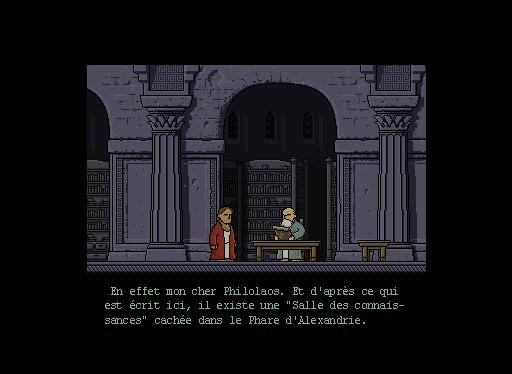 En effet mon cher Philolaos. Et d'après ce qui
est écrit ici, il existe une "Salle des connais-
sances" cachée dans le Phare d'Alexandrie.